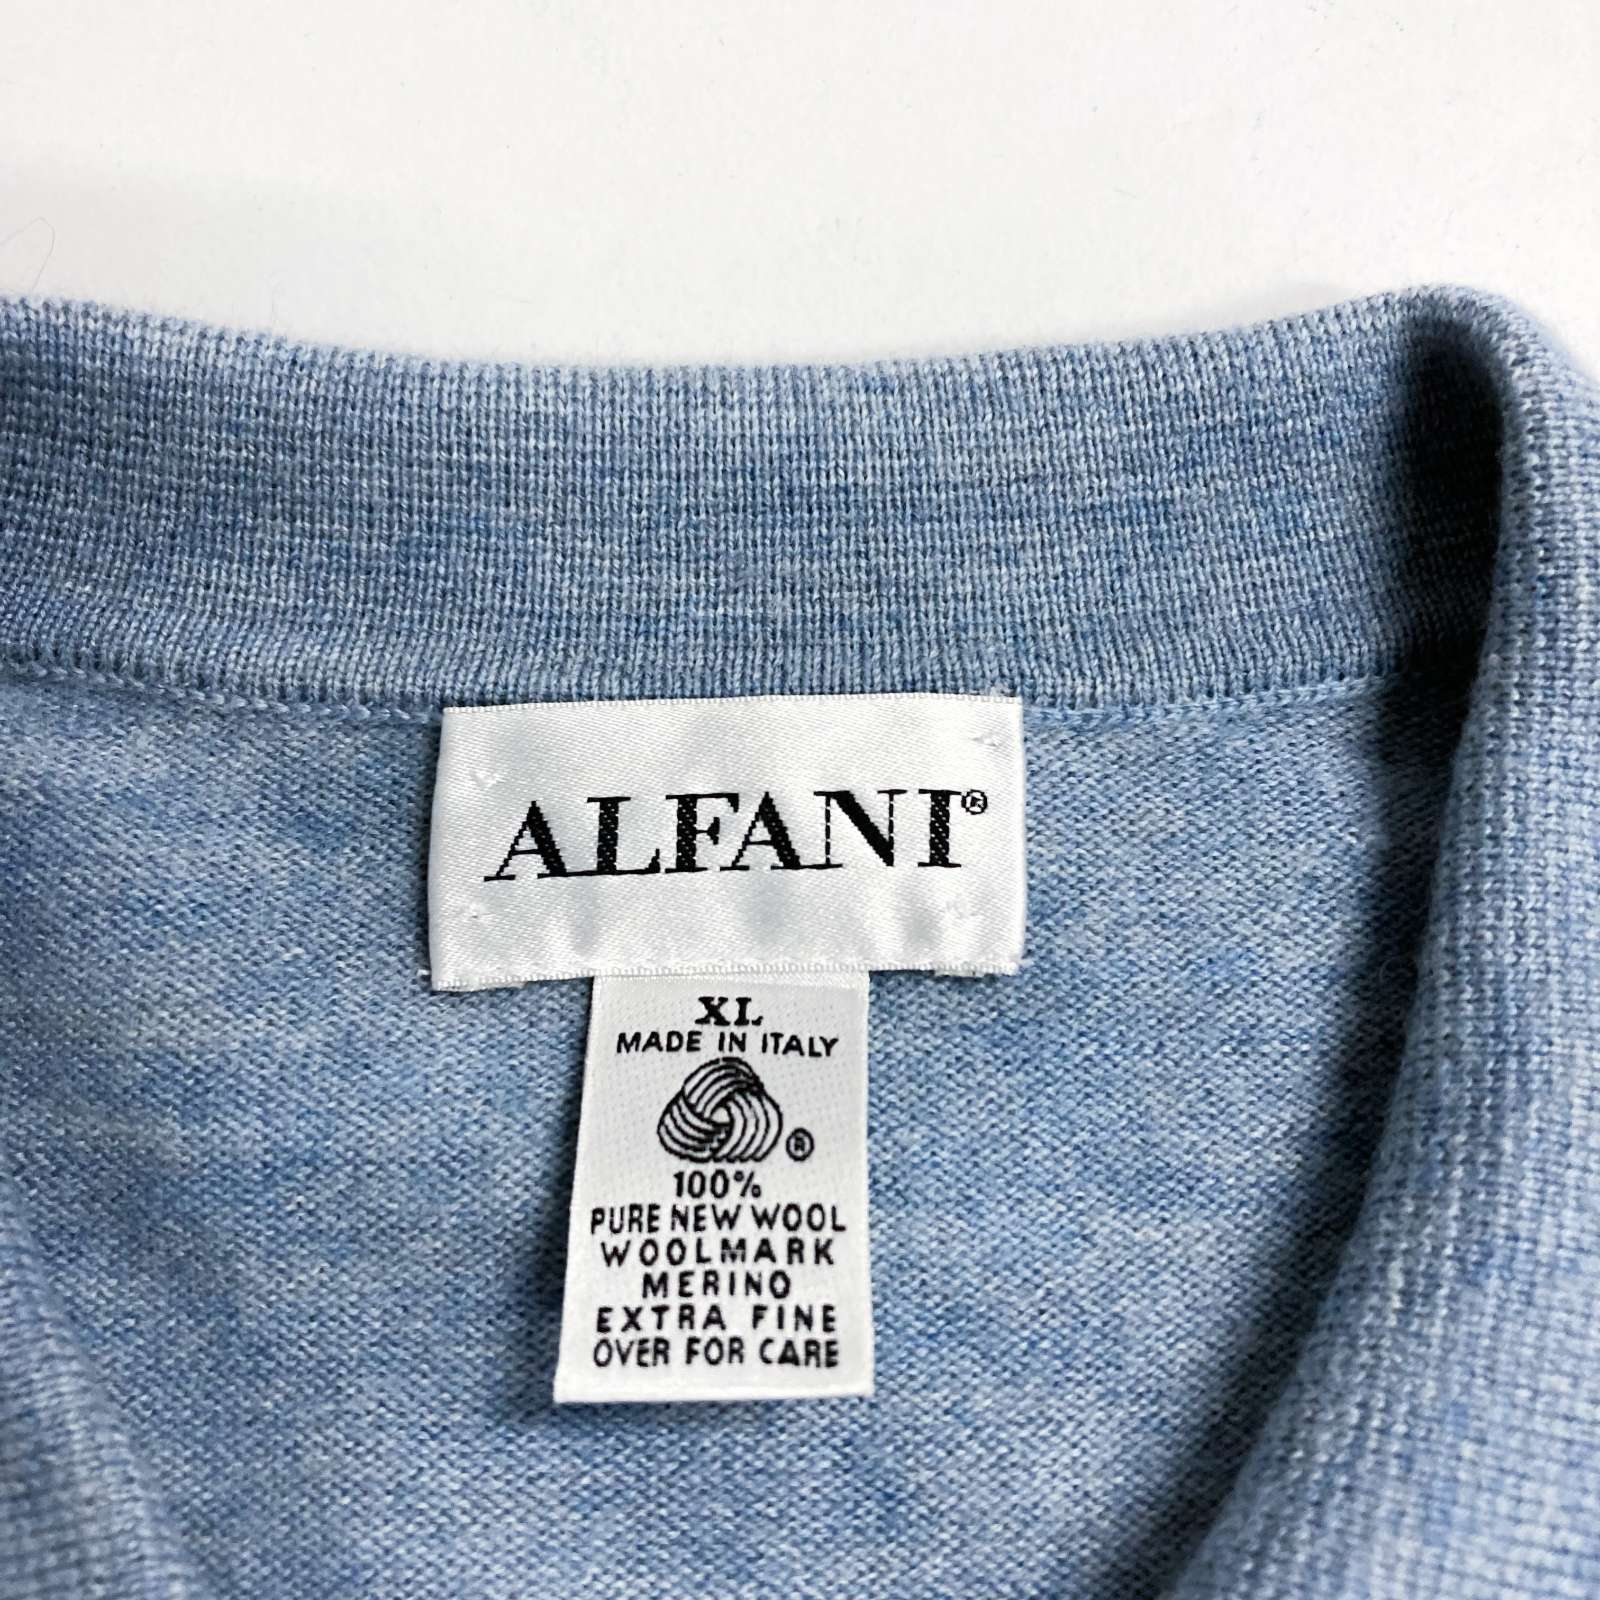 ALFANI®
XL
MADE IN ITALY
®
100%
PURE NEW WOOL
WOOLMARK
MERINO
EXTRA FINE
OVER FOR CARE